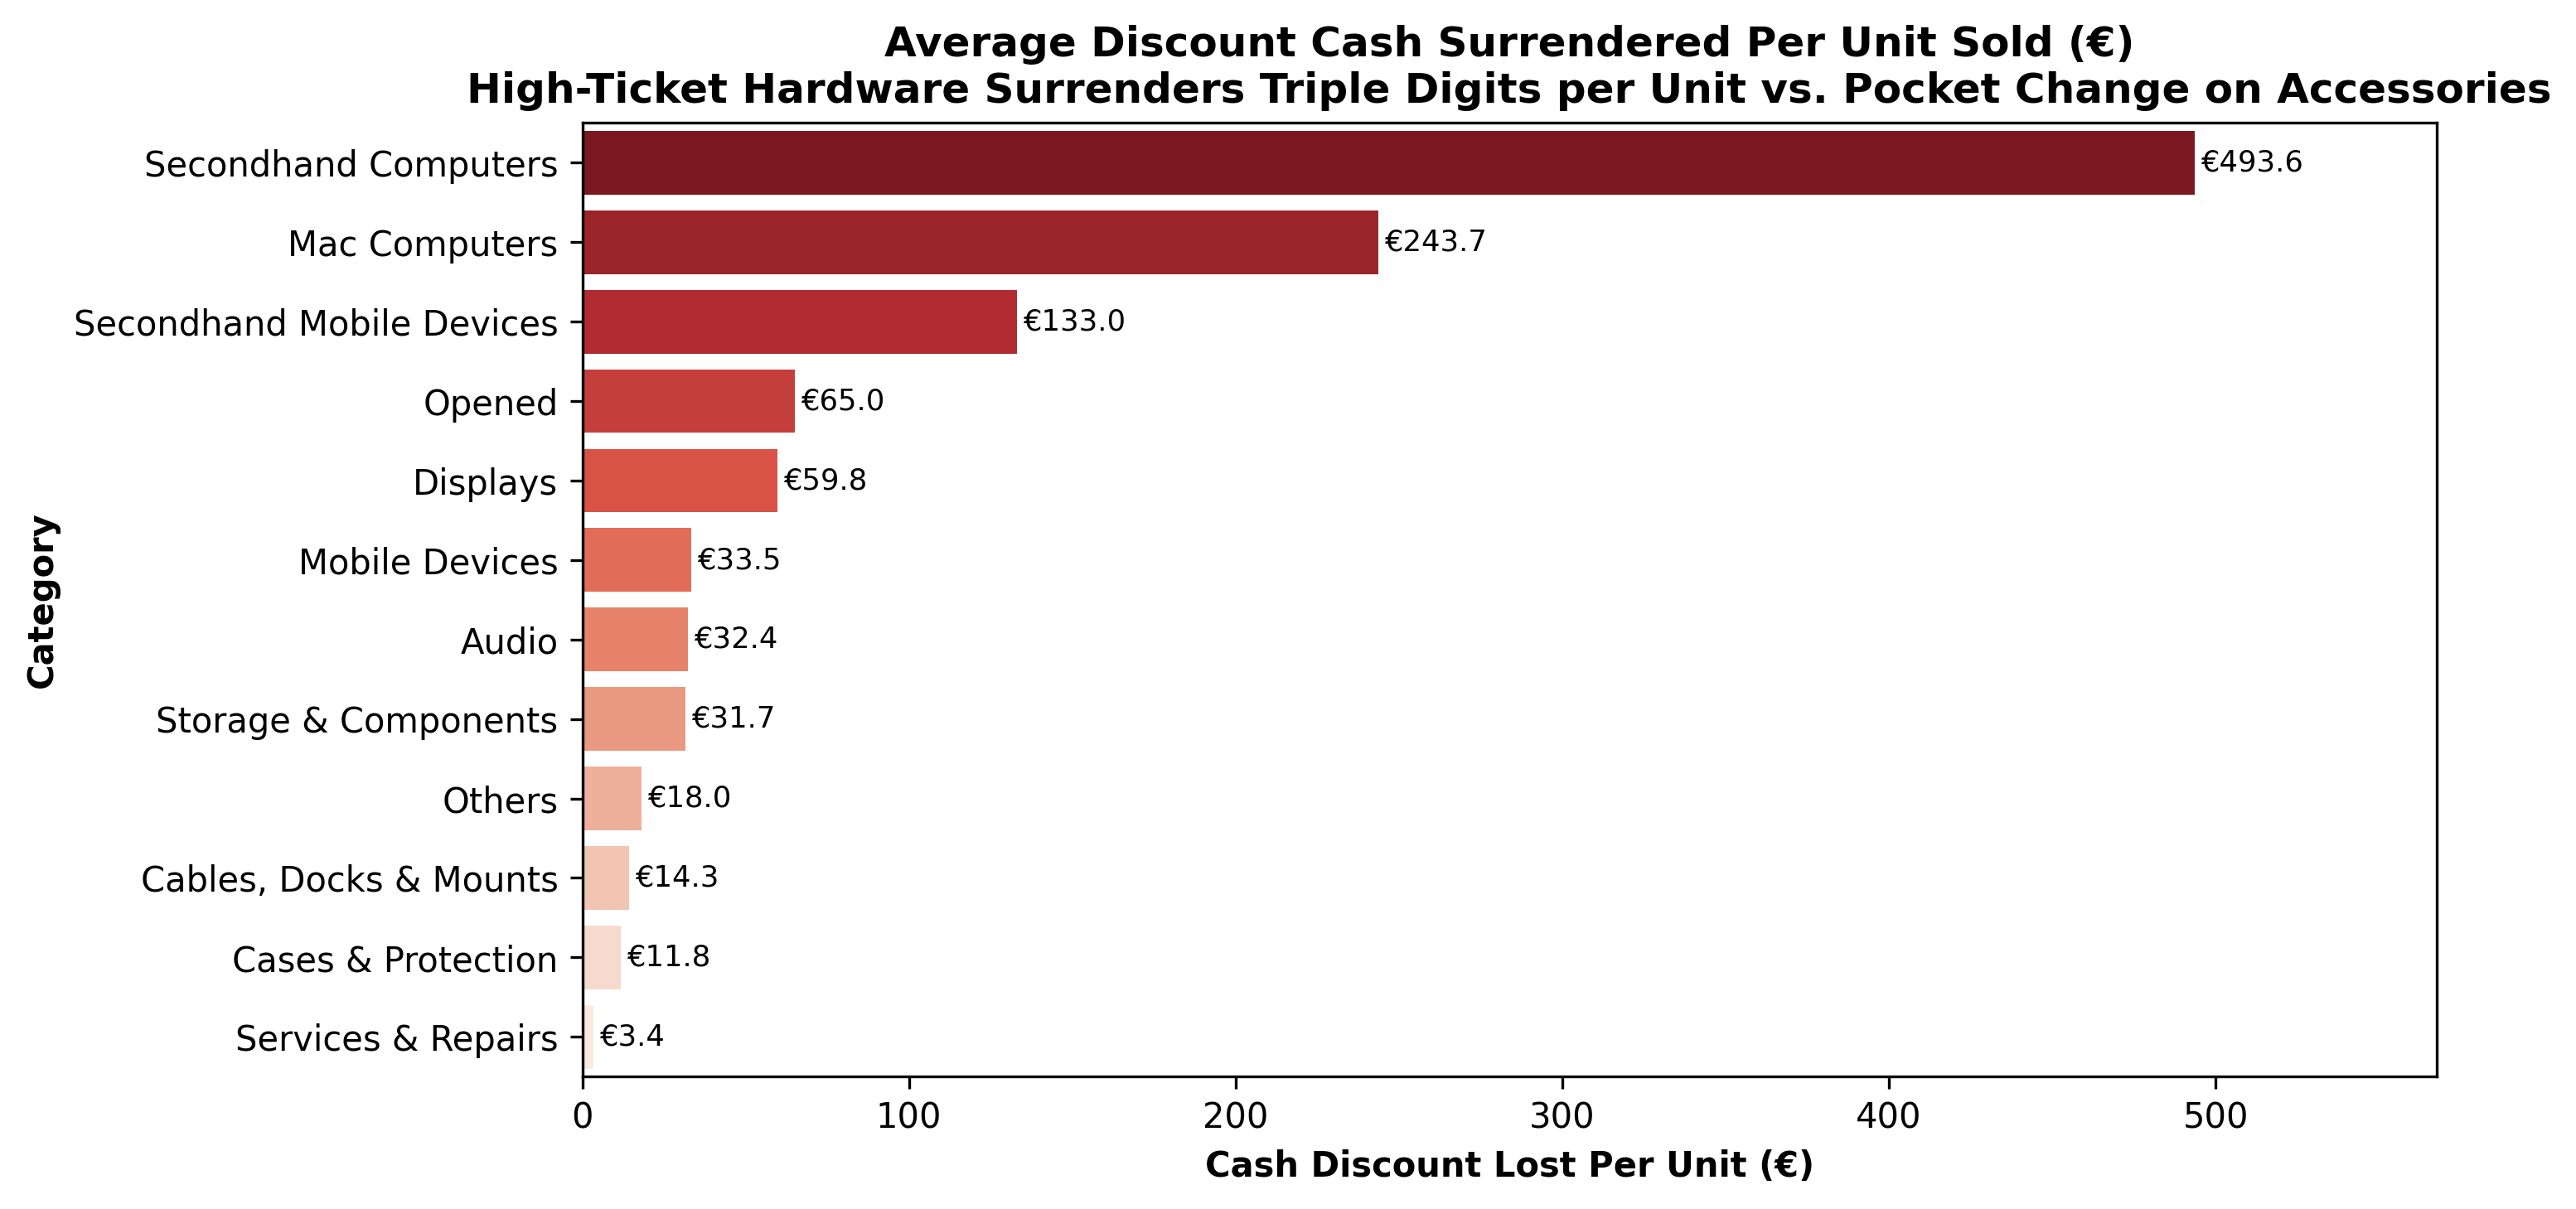 Average Discount Cash Surrendered Per Unit Sold (€)
High-Ticket Hardware Surrenders Triple Digits per Unit vs. Pocket Change on Accessories
Category
Secondhand Computers
€493.6
Mac Computers
€243.7
Secondhand Mobile Devices
€133.0
Opened
€65.0
Displays
€59.8
Mobile Devices
€33.5
Audio
€32.4
Storage & Components
€31.7
Others
€18.0
Cables, Docks & Mounts
€14.3
Cases & Protection
€11.8
Services & Repairs
€3.4
0 100 200 300 400 500
Cash Discount Lost Per Unit (€)